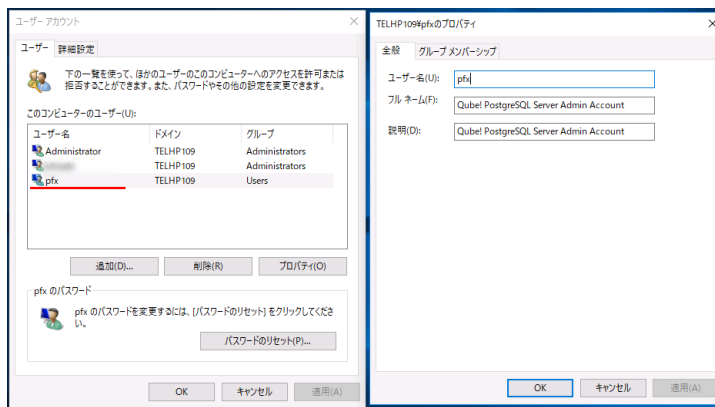 ユーザー アカウント
ユーザー 詳細設定
下の一覧を使って、ほかのユーザーのこのコンピューターへのアクセスを許可または
拒否することができます。また、パスワードやその他の設定を変更できます。
このコンピューターのユーザー(U):
ユーザー名 ドメイン グループ
Administrator TELHP109 Administrators
TELHP109 Administrators
pfx TELHP109 Users
追加(D)... 削除(R) プロパティ(O)
pfx のパスワード
pfx のパスワードを変更するには、[パスワードのリセット] をクリックしてくださ
い。
パスワードのリセット(P)...
OK キャンセル 適用(A)
TELHP109¥pfxのプロパティ
全般 グループ メンバーシップ
ユーザー名(U): pfx
フル ネーム(F): Qube! PostgreSQL Server Admin Account
説明(D): Qube! PostgreSQL Server Admin Account
OK キャンセル 適用(A)